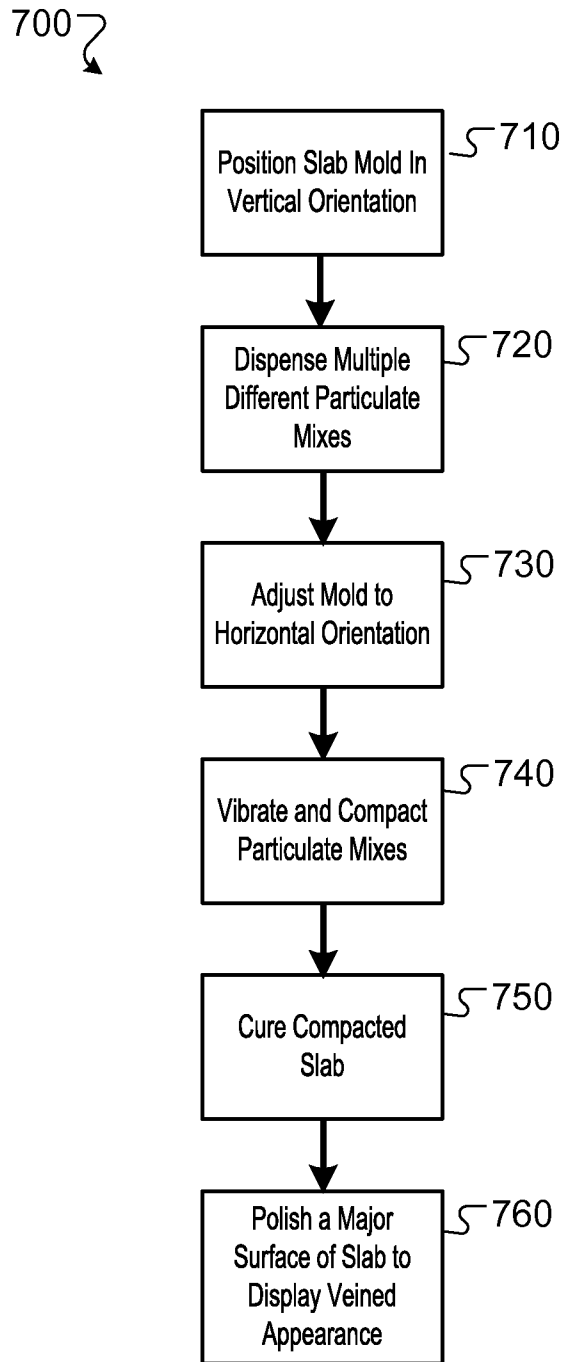 700
710
Position Slab Mold In
Vertical Orientation
720
Dispense Multiple
Different Particulate
Mixes
730
Adjust Mold to
Horizontal Orientation
740
Vibrate and Compact
Particulate Mixes
750
Cure Compacted
Slab
760
Polish a Major
Surface of Slab to
Display Veined
Appearance